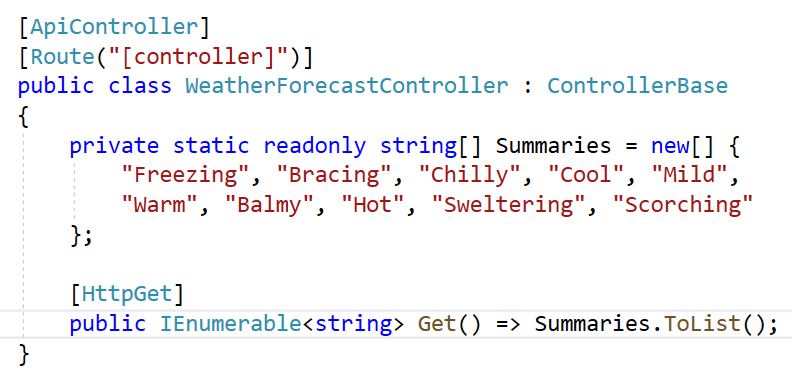 [ApiController]
[Route("[controller]")]
public class WeatherForecastController : ControllerBase
{
    private static readonly string[] Summaries = new[] {
        "Freezing", "Bracing", "Chilly", "Cool", "Mild",
        "Warm", "Balmy", "Hot", "Sweltering", "Scorching"
    };

    [HttpGet]
    public IEnumerable<string> Get() => Summaries.ToList();
}